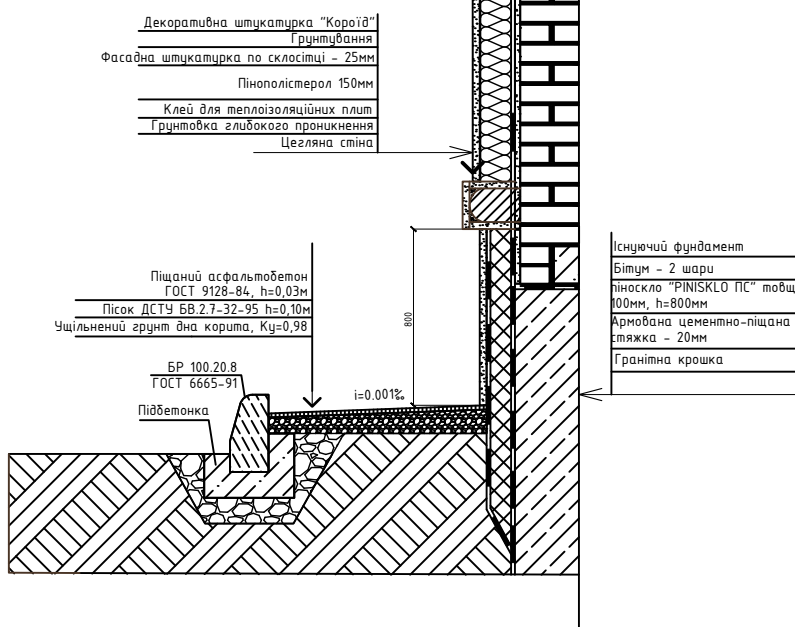 Декоративна штукатурка "Короїд"
Грунтування
Фасадна штукатурка по склосітці - 25мм
Пінополістерол 150мм
Клей для теплоізоляційних плит
Грунтовка глибокого проникнення
Цегляна стіна
800
Піщаний асфальтобетон
ГОСТ 9128-84, h=0,03м
Пісок ДСТУ БВ.2.7-32-95 h=0,10м
Ущільнений грунт дна корита, Ку=0,98
БР 100.20.8
ГОСТ 6665-91
Підбетонка
i=0.001‰
Існуючий фундамент
Бітум - 2 шари
піноскло "PINISKLO ПС" товщ
100мм, h=800мм
Армована цементно-піщана
стяжка - 20мм
Гранітна крошка